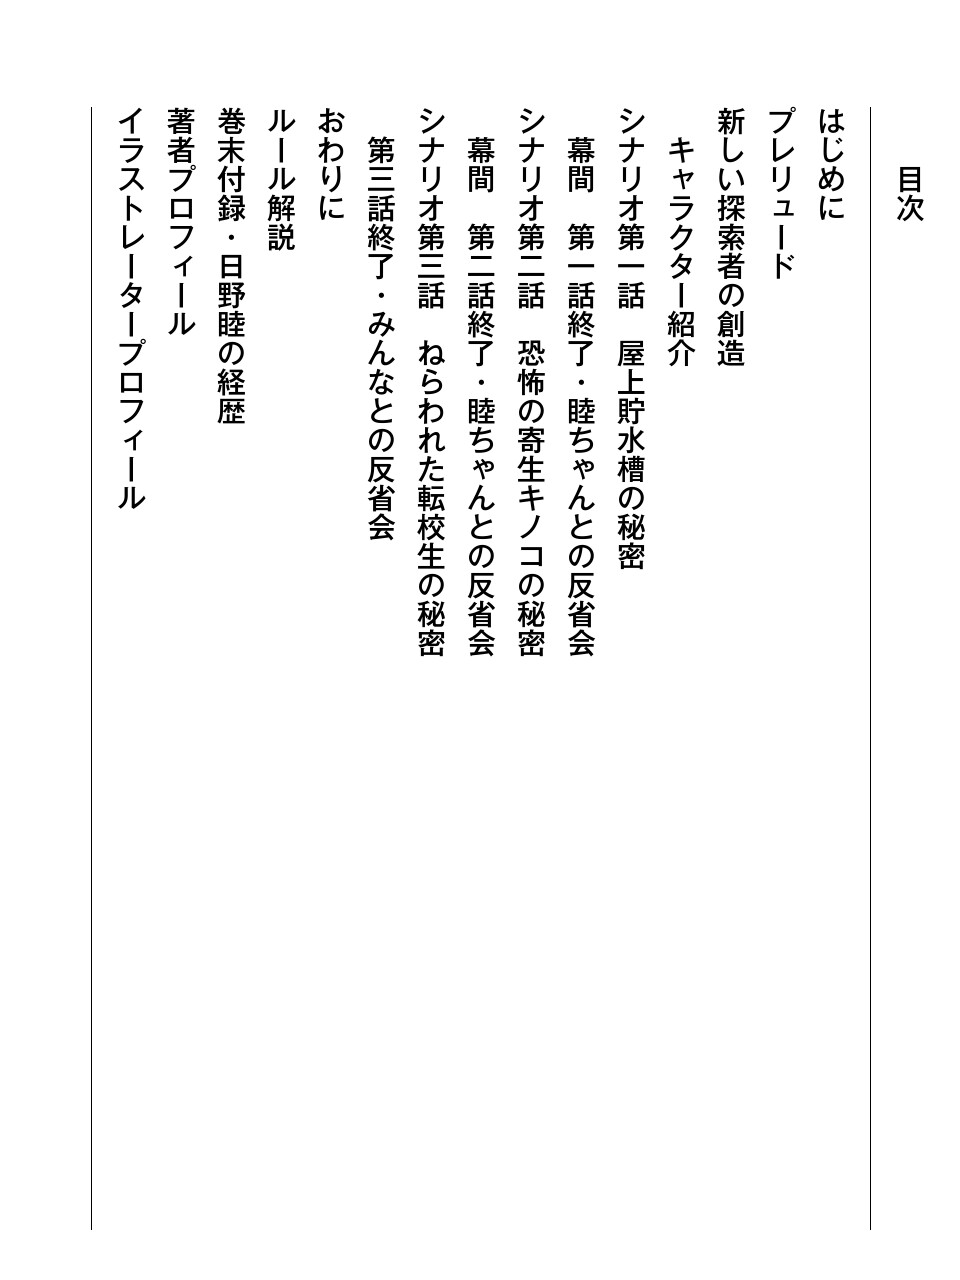 目次
はじめに
プレリュード
新しい探索者の創造
キャラクター紹介
シナリオ第一話　屋上貯水槽の秘密
幕間　第一話終了・睦ちゃんとの反省会
シナリオ第二話　恐怖の寄生キノコの秘密
幕間　第二話終了・睦ちゃんとの反省会
シナリオ第三話　ねらわれた転校生の秘密
第三話終了・みんなとの反省会
おわりに
ルール解説
巻末付録・日野睦の経歴
著者プロフィール
イラストレータープロフィール